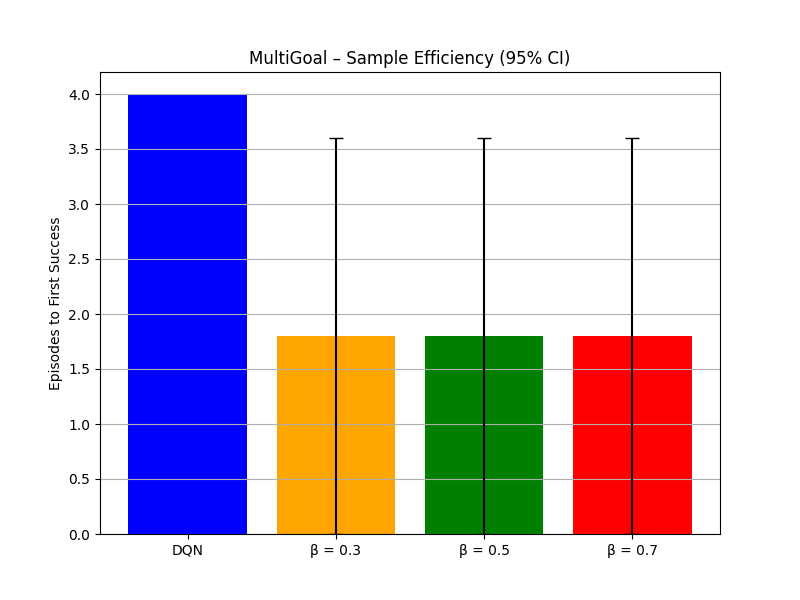 MultiGoal – Sample Efficiency (95% CI)
Episodes to First Success
4.0
3.5
3.0
2.5
2.0
1.5
1.0
0.5
0.0
DQN
β = 0.3
β = 0.5
β = 0.7